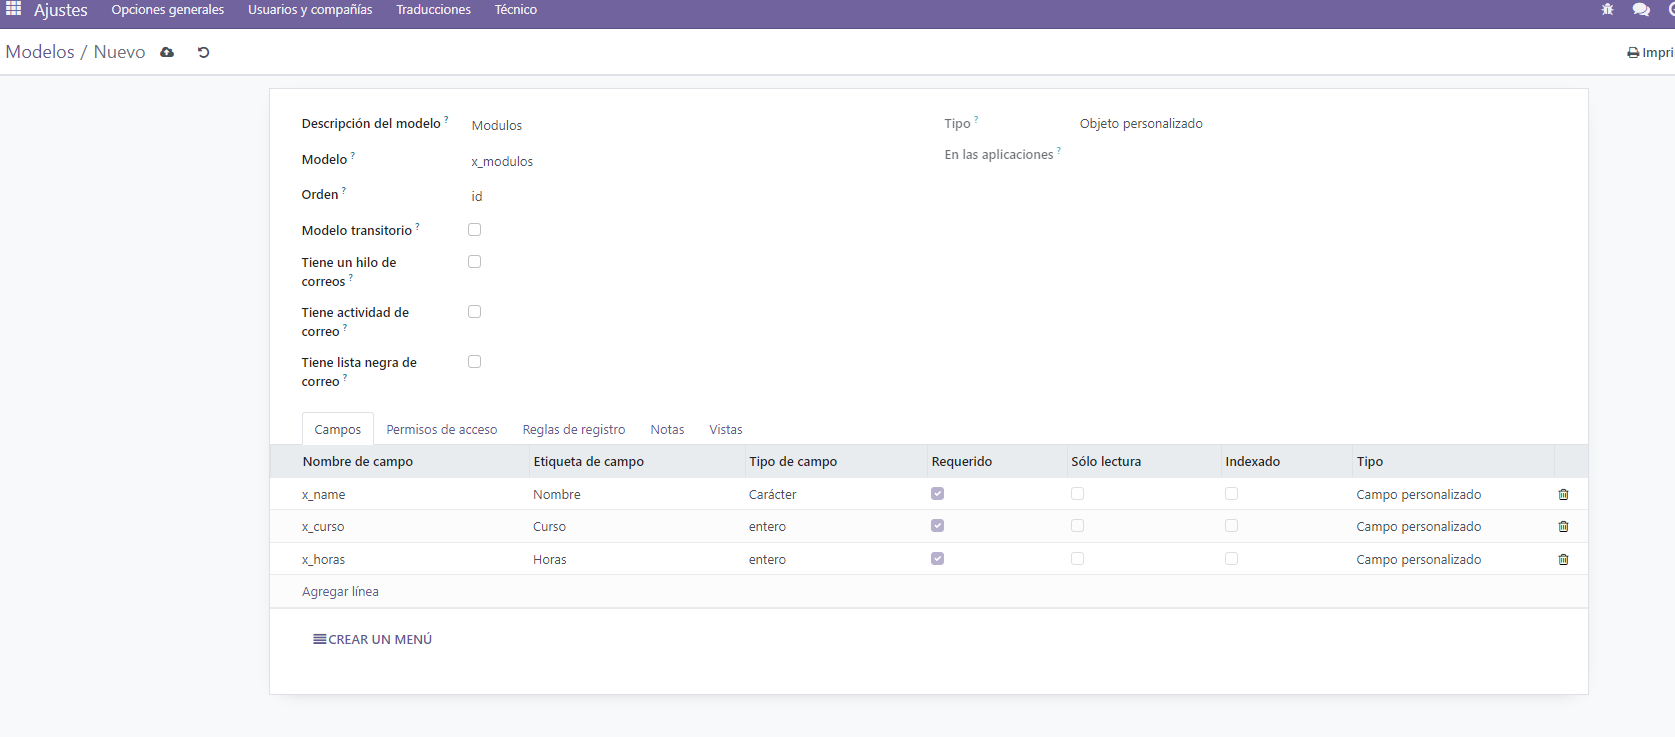 Ajustes Opciones generales Usuarios y compañías Traducciones Técnico
Modelos / Nuevo
Impri
Descripción del modelo ? Modulos
Tipo ? Objeto personalizado
Modelo ? x_modulos
En las aplicaciones ?
Orden ? id
Modelo transitorio ?
Tiene un hilo de
correos ?
Tiene actividad de
correo ?
Tiene lista negra de
correo ?
Campos Permisos de acceso Reglas de registro Notas Vistas
Nombre de campo Etiqueta de campo Tipo de campo Requerido Sólo lectura Indexado Tipo
x_name Nombre Carácter Campo personalizado
x_curso Curso entero Campo personalizado
x_horas Horas entero Campo personalizado
Agregar línea
CREAR UN MENÚ